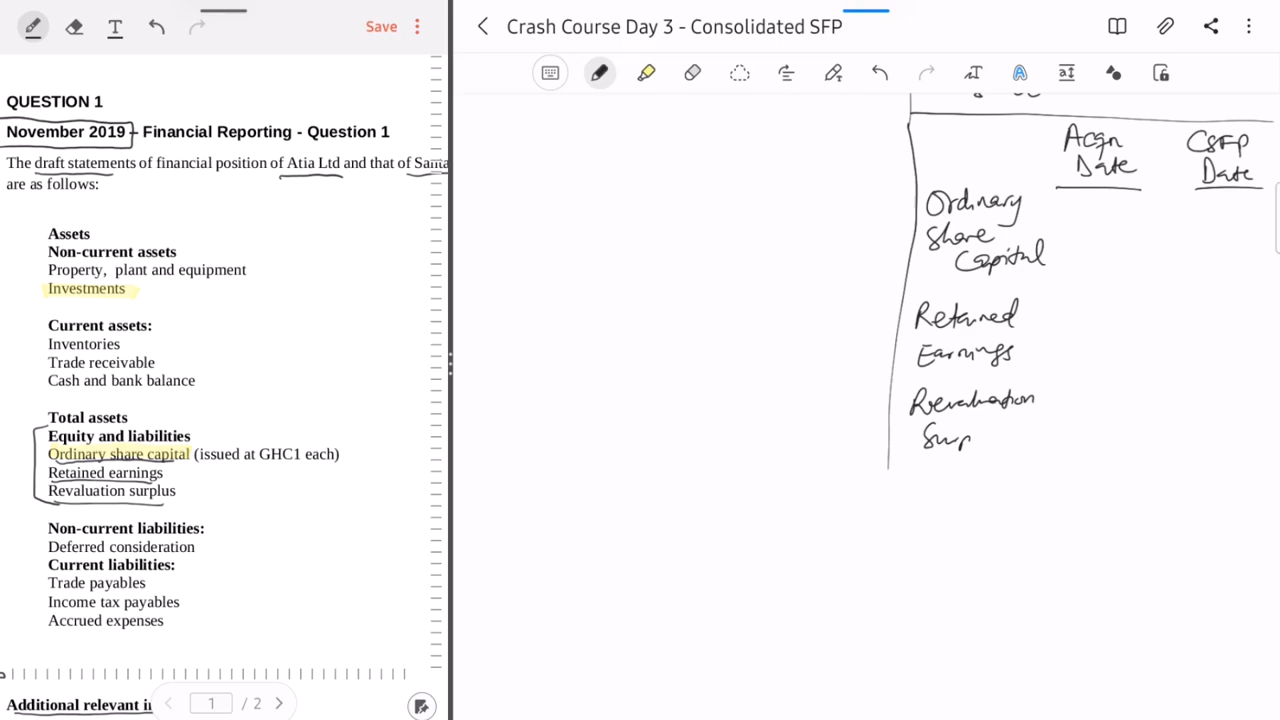 Save
QUESTION 1
November 2019 – Financial Reporting - Question 1
The draft statements of financial position of Atia Ltd and that of Santa
are as follows:
Assets
Non-current assets
Property, plant and equipment
Investments
Current assets:
Inventories
Trade receivable
Cash and bank balance
Total assets
Equity and liabilities
Ordinary share capital (issued at GHC1 each)
Retained earnings
Revaluation surplus
Non-current liabilities:
Deferred consideration
Current liabilities:
Trade payables
Income tax payables
Accrued expenses
Additional relevant in
1 / 2
Crash Course Day 3 - Consolidated SFP
Acqn CSFP
Date Date
Ordinary
Share
Capital
Retained
Earnings
Revaluation
Surp